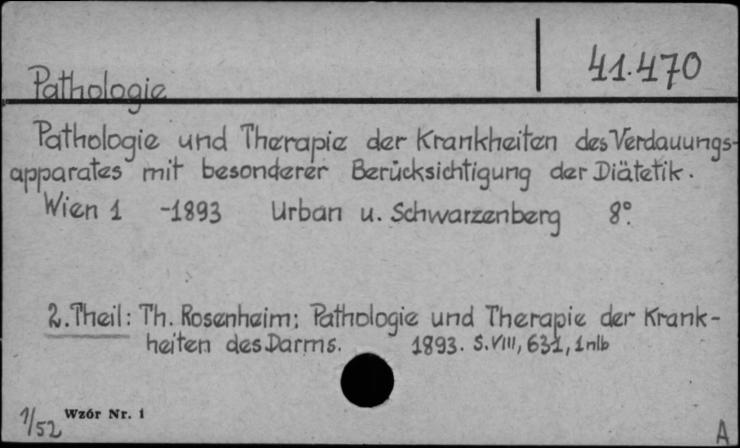 41.470
Pathologie
Pathologie und Therapie der Krankheiten des Verdauungs-
apparates mit besonderer Berücksichtigung der Diätetik.
Wien 1 -1893 Urban u. Schwarzenberg 8°
2. Theil: Th. Rosenheim: Pathologie und Therapie der Krank-
heiten des Darms. 1893. S. VIII, 631, 1 nlb
1/52 Wzór Nr. 1
A